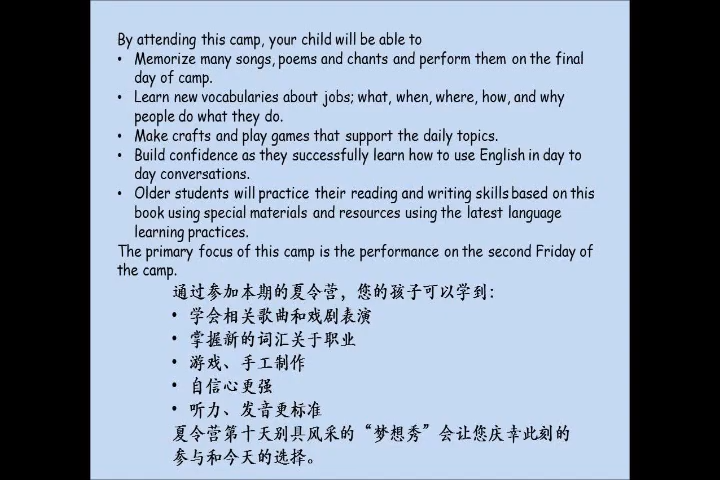 By attending this camp, your child will be able to
• Memorize many songs, poems and chants and perform them on the final
day of camp.
• Learn new vocabularies about jobs; what, when, where, how, and why
people do what they do.
• Make crafts and play games that support the daily topics.
• Build confidence as they successfully learn how to use English in day to
day conversations.
• Older students will practice their reading and writing skills based on this
book using special materials and resources using the latest language
learning practices.
The primary focus of this camp is the performance on the second Friday of
the camp.
通过参加本期的夏令营，您的孩子可以学到：
• 学会相关歌曲和戏剧表演
• 掌握新的词汇关于职业
• 游戏、手工制作
• 自信心更强
• 听力、发音更标准
夏令营第十天别具风采的“梦想秀”会让您庆幸此刻的
参与和今天的选择。